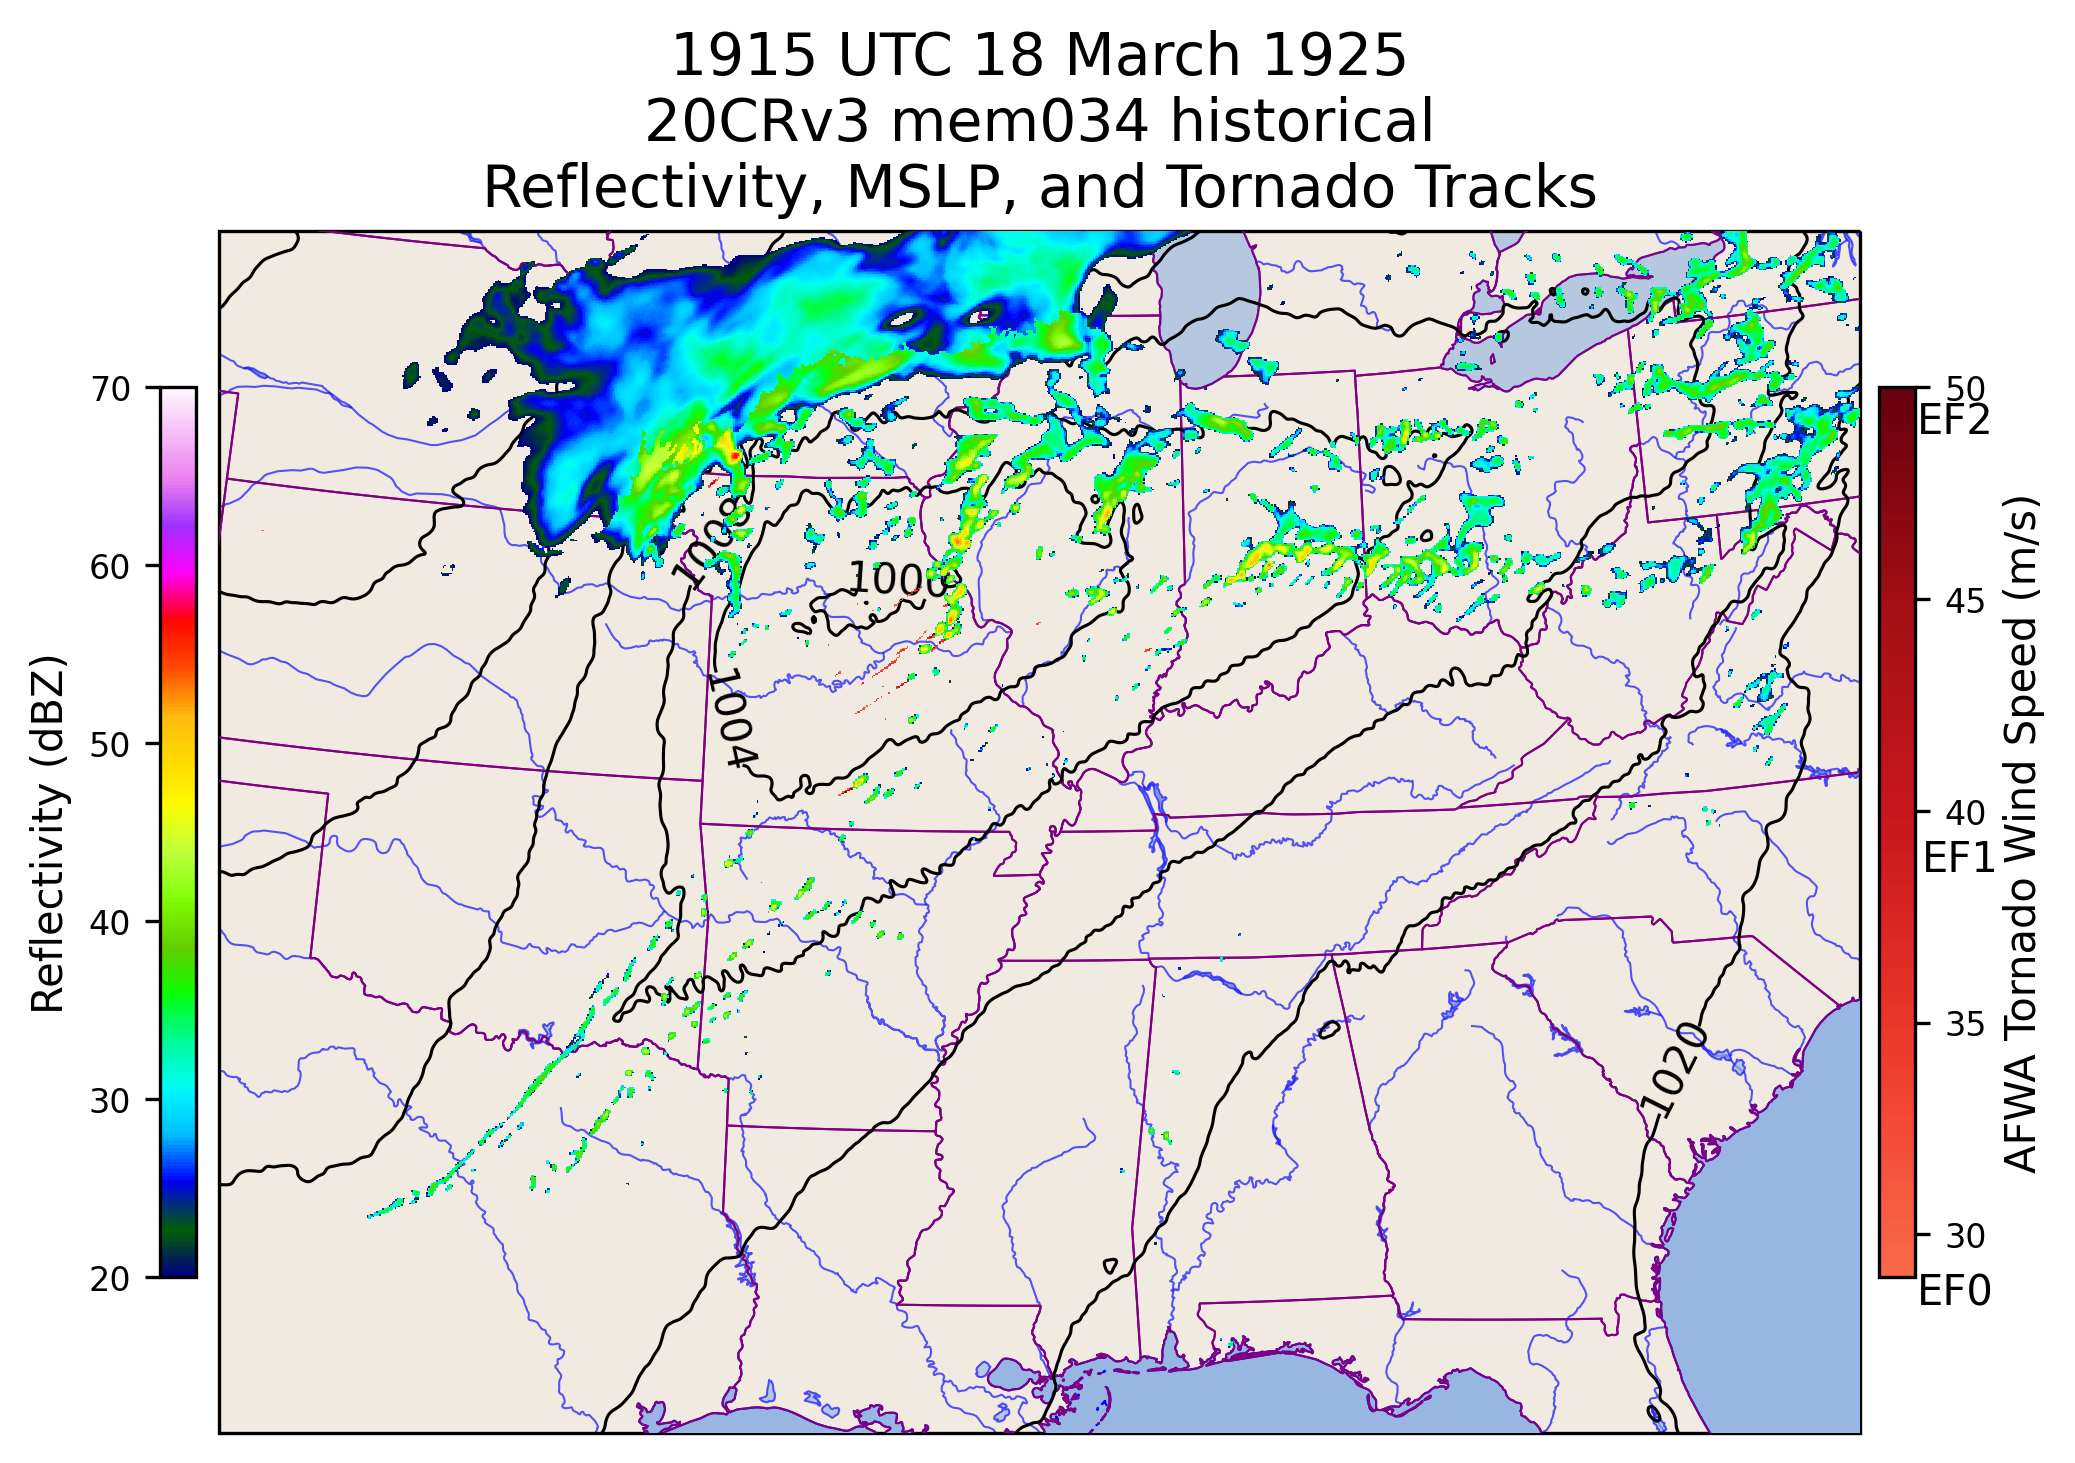 1915 UTC 18 March 1925
20CRv3 mem034 historical
Reflectivity, MSLP, and Tornado Tracks
70
60
50
40
30
20
Reflectivity (dBZ)
1008
1000
1004
1020
50
EF2
45
40
EF1
35
30
EF0
AFWA Tornado Wind Speed (m/s)